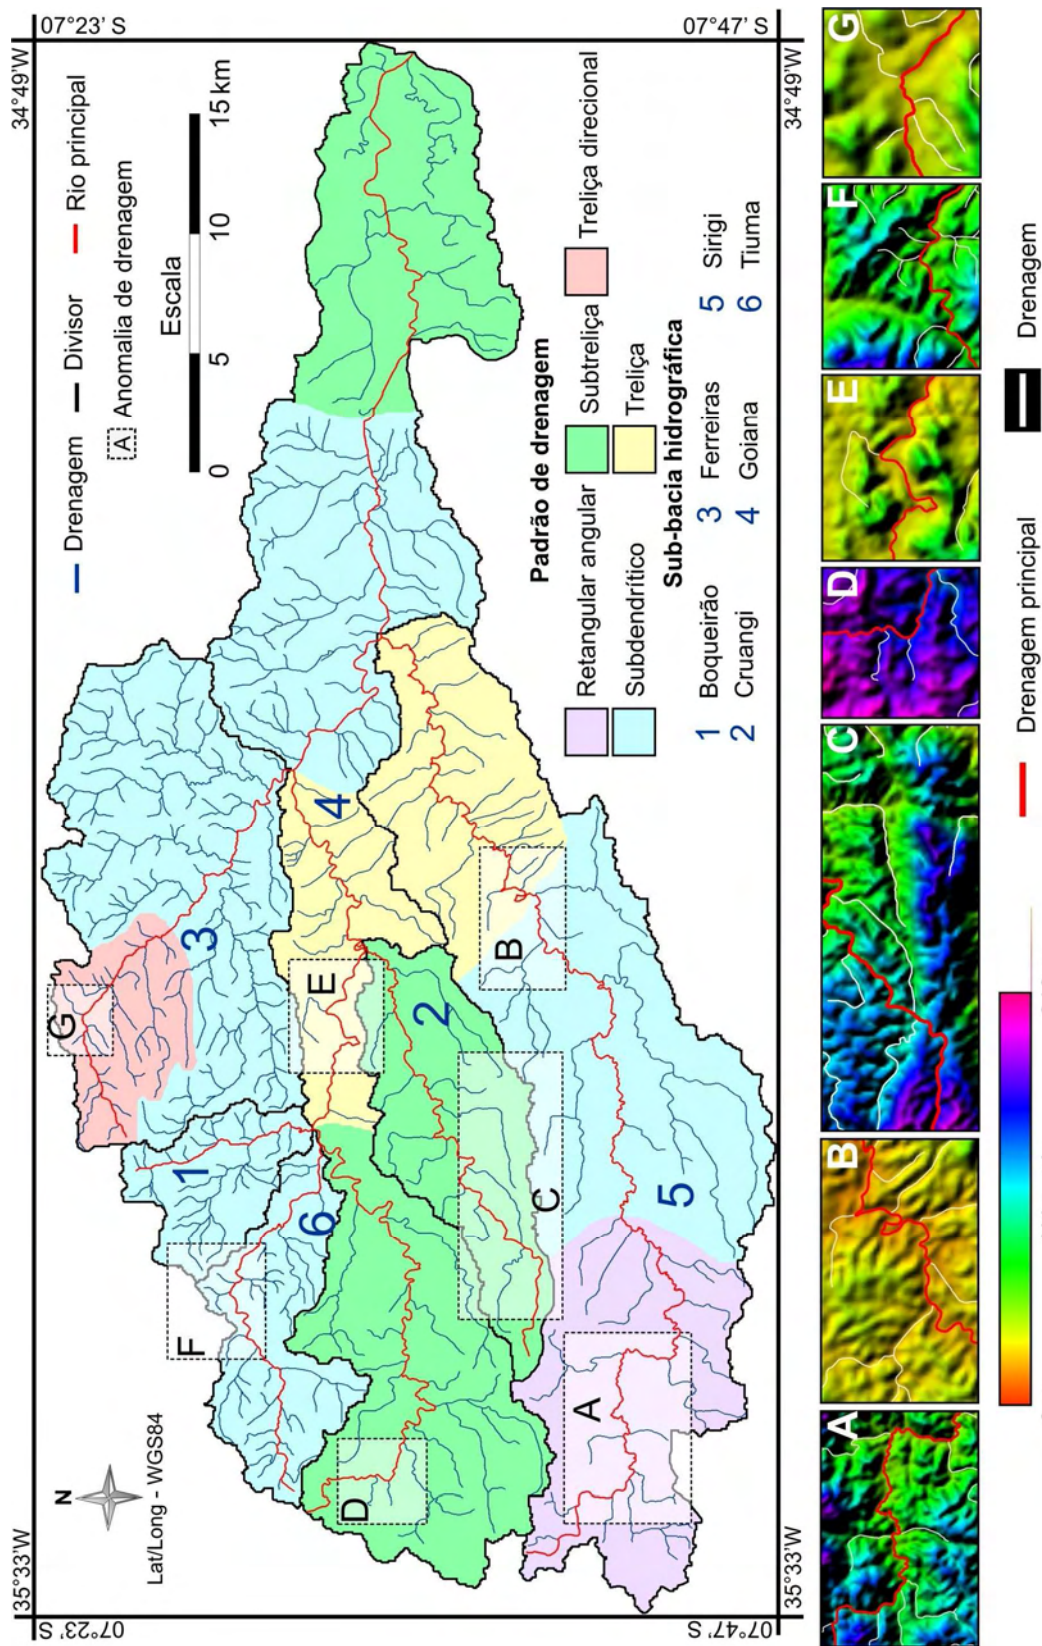 35°33'W
34°49'W
07°23' S
07°23' S
N
Lat/Long - WGS84
Drenagem
Divisor
Rio principal
A
Anomalia de drenagem
Escala
0
5
10
15 km
G
F
1
3
6
E
4
D
2
C
B
A
5
Padrão de drenagem
Retangular angular
Subtreliça
Treliça direcional
Subdendrítico
Treliça
Sub-bacia hidrográfica
1 Boqueirão
3 Ferreiras
5 Sirigi
2 Cruangi
4 Goiana
6 Tiuma
07°47' S
07°47' S
35°33'W
34°49'W
A
B
C
D
E
F
G
Drenagem principal
Drenagem